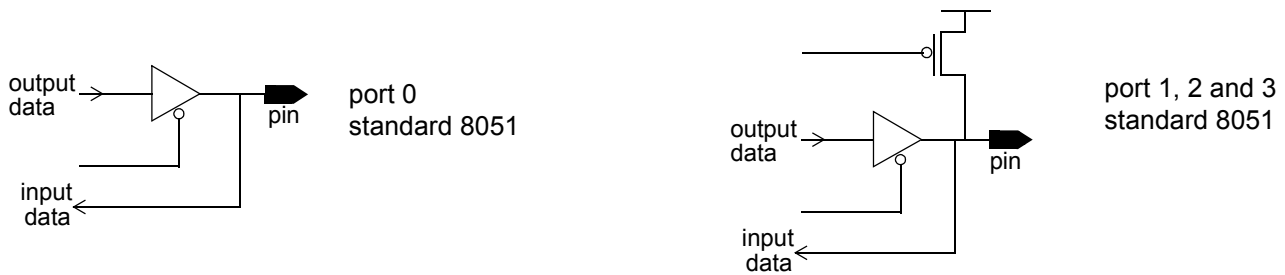 output
data
pin
input
data
port 0
standard 8051
output
data
pin
input
data
port 1, 2 and 3
standard 8051